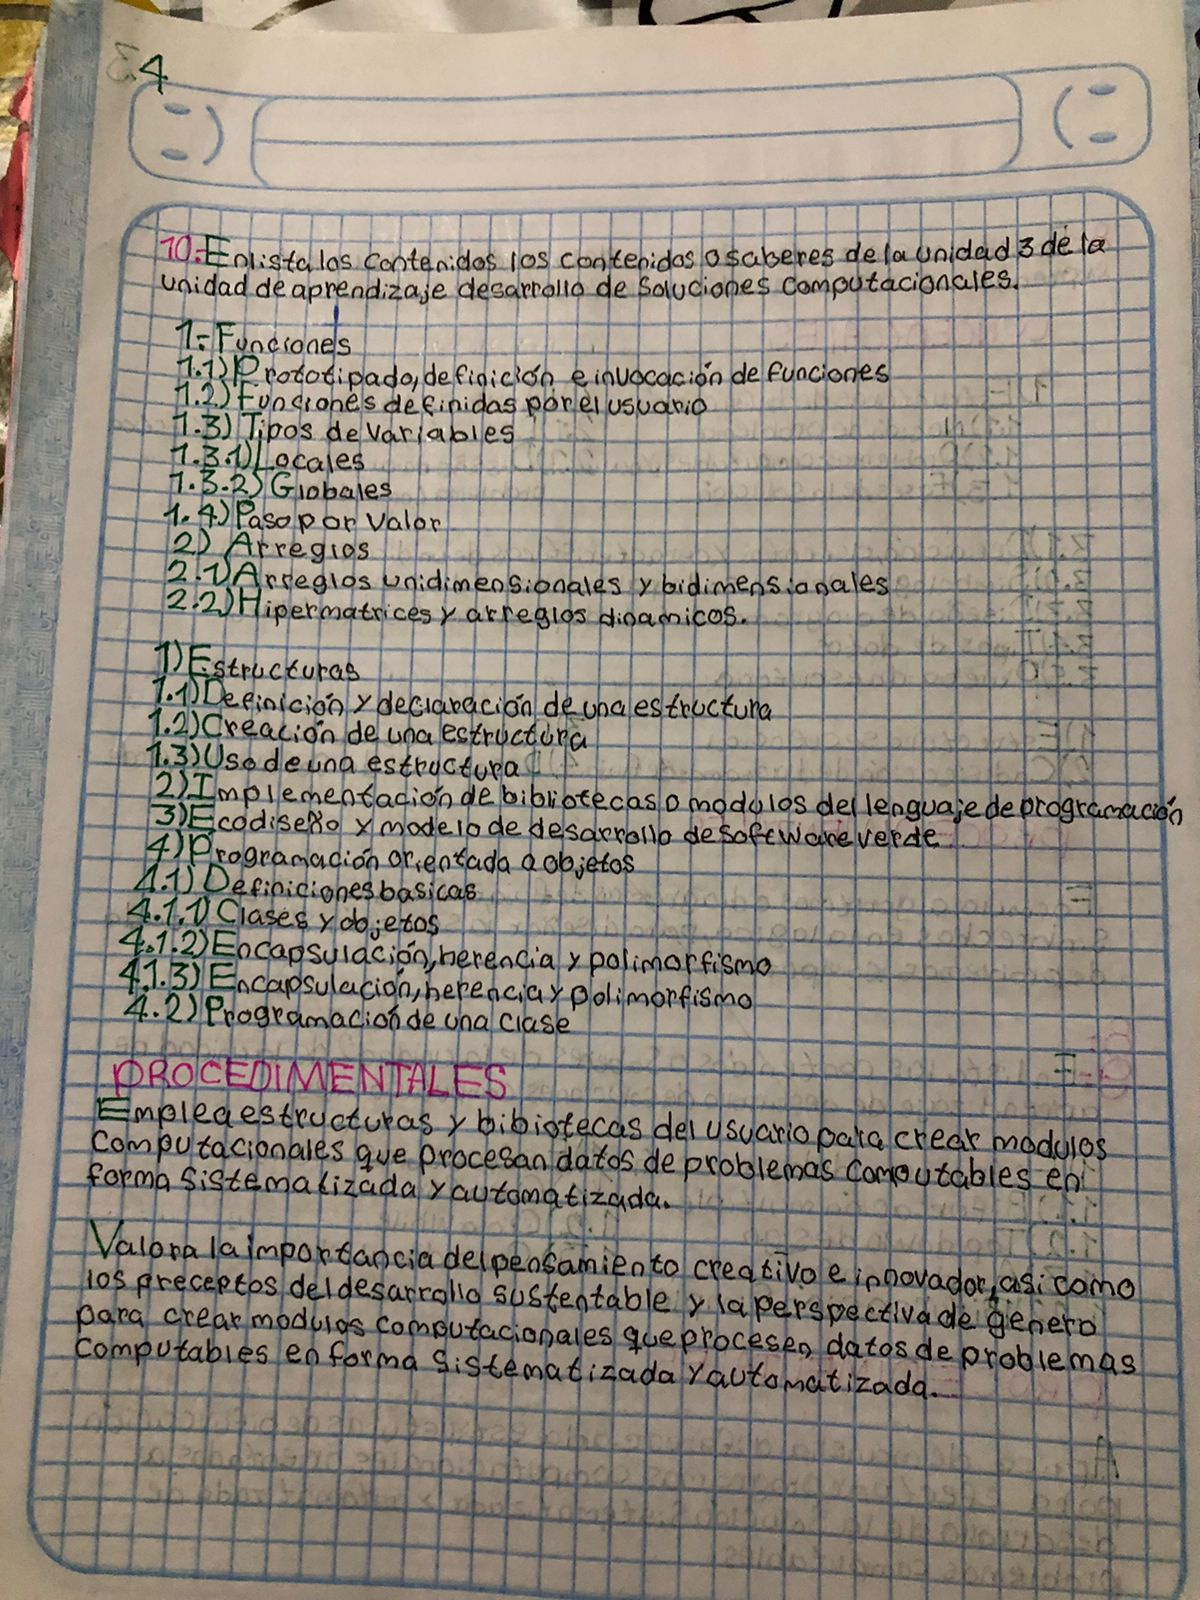 4
10.-Enlista los contenidos los contenidos o saberes de la unidad 3 de la
unidad de aprendizaje desarrollo de Soluciones computacionales.
1.- Funciones
1.1) Prototipado, definición e invocación de funciones
1.2) Funciones definidas por el usuario
1.3) Tipos de Variables
1.3.1) Locales
1.3.2) Globales
1.4) Paso por Valor
2) Arreglos
2.1) Arreglos unidimensionales y bidimensionales
2.2) Hipermatrices y arreglos dinamicos.
1) Estructuras
1.1) Definición y declaración de una estructura
1.2) Creación de una estructura
1.3) Uso de una estructura
2) Implementación de bibliotecas o modulos del lenguaje de programación
3) Ecodiseño y modelo de desarrollo de Software verde
4) Programación orientada a objetos
4.1) Definiciones basicas
4.1.1) Clases y objetos
4.1.2) Encapsulación, herencia y polimorfismo
4.1.3) Encapsulación, herencia y polimorfismo
4.2) Programación de una clase
PROCEDIMENTALES
Emplea estructuras y bibiotecas del usuario para crear modulos
Computacionales que procesan datos de problemas computables en
forma sistematizada y automatizada.
Valora la importancia del pensamiento creativo e innovador, asi como
los preceptos del desarrollo sustentable y la perspectiva de genero
para crear modulos computacionales que procesen datos de problemas
Computables en forma Sistematizada y automatizada.